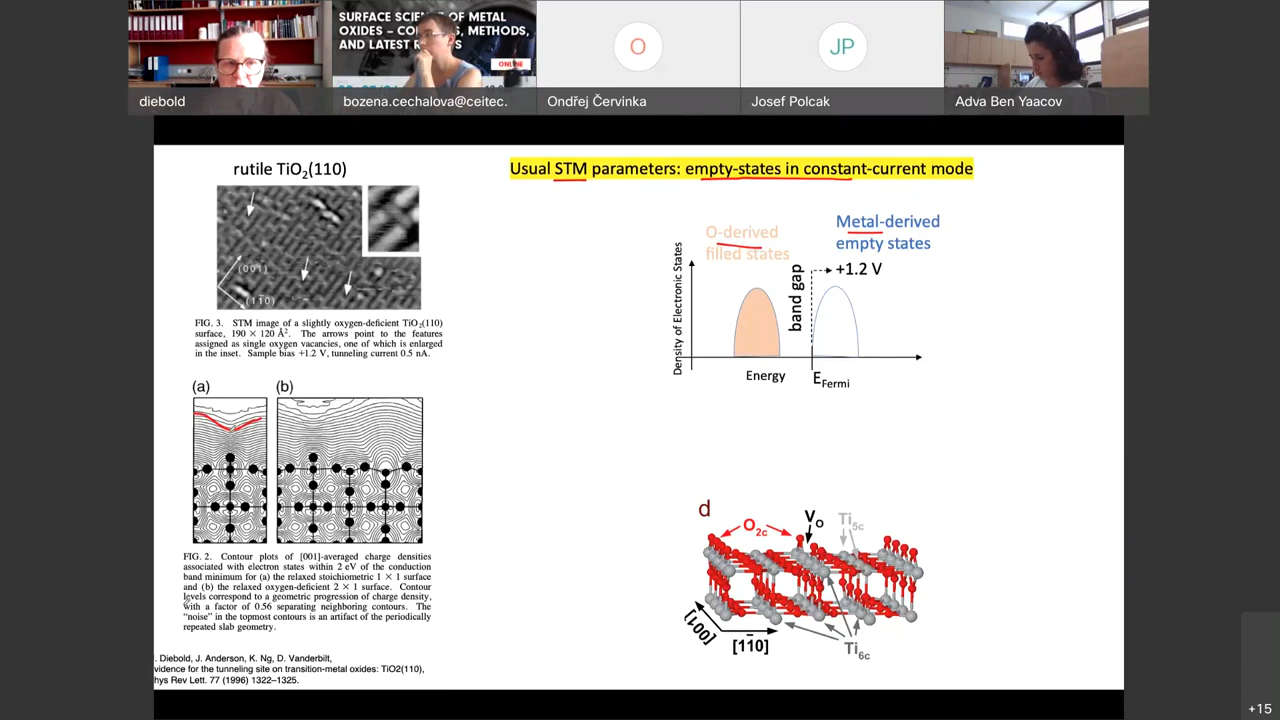 SURFACE SCIENCE OF METAL
OXIDES – CO S, METHODS,
AND LATEST R S
ONLINE
O
JP
diebold
bozena.cechalova@ceitec.
Ondřej Červinka
Josef Polcak
Adva Ben Yaacov
rutile TiO2(110)
Usual STM parameters: empty-states in constant-current mode
(001)
(11̄0)
FIG. 3. STM image of a slightly oxygen-deficient TiO2(110)
surface, 190 × 120 Å2. The arrows point to the features
assigned as single oxygen vacancies, one of which is enlarged
in the inset. Sample bias +1.2 V, tunneling current 0.5 nA.
O-derived
filled states
Metal-derived
empty states
+1.2 V
band gap
Density of Electronic States
Energy
EFermi
(a)
(b)
FIG. 2. Contour plots of [001]-averaged charge densities
associated with electron states within 2 eV of the conduction
band minimum for (a) the relaxed stoichiometric 1 × 1 surface
and (b) the relaxed oxygen-deficient 2 × 1 surface. Contour
levels correspond to a geometric progression of charge density,
with a factor of 0.56 separating neighboring contours. The
"noise" in the topmost contours is an artifact of the periodically
repeated slab geometry.
d
O2c
VO
Ti5c
[001]
[11̄0]
Ti6c
. Diebold, J. Anderson, K. Ng, D. Vanderbilt,
vidence for the tunneling site on transition-metal oxides: TiO2(110),
hys Rev Lett. 77 (1996) 1322–1325.
+15